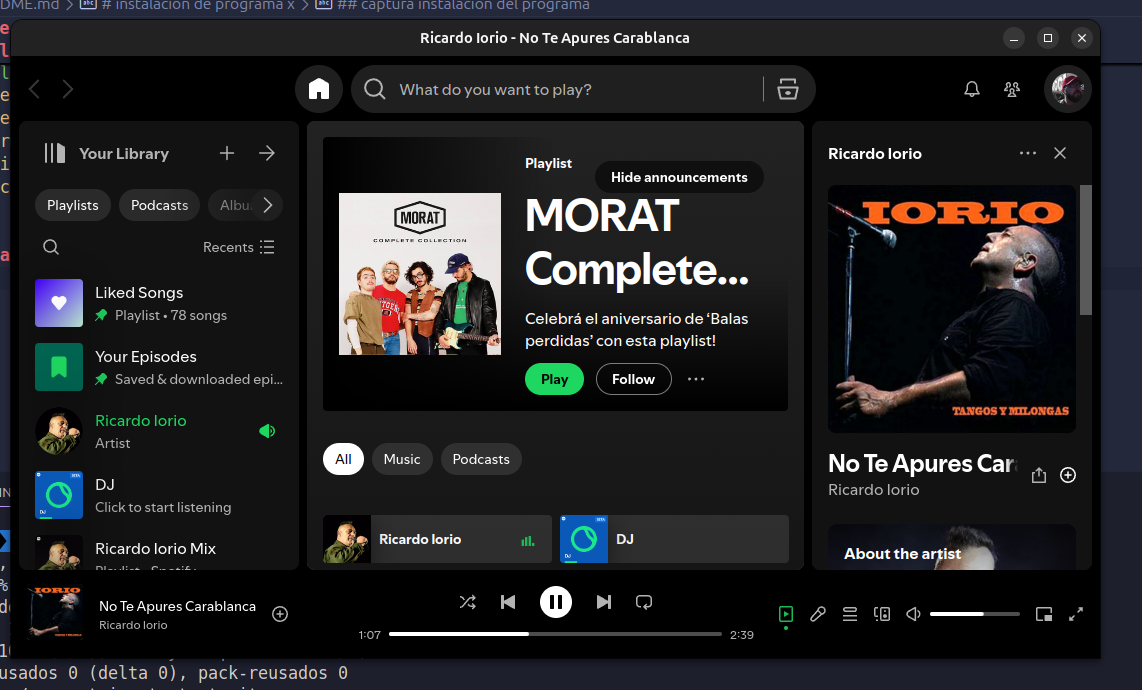 DME.md > # instalación de programa x > ## captura instalacion del programa
Ricardo Iorio - No Te Apures Carablanca
What do you want to play?
Your Library
Playlists
Podcasts
Recents
Liked Songs
Playlist • 78 songs
Your Episodes
Saved & downloaded epi...
Ricardo Iorio
Artist
DJ
Click to start listening
Ricardo Iorio Mix
Playlist
MORAT
COMPLETE COLLECTION
Playlist
Hide announcements
MORAT
Complete...
Celebrá el aniversario de ‘Balas
perdidas’ con esta playlist!
Play
Follow
All
Music
Podcasts
Ricardo Iorio
DJ
Ricardo Iorio
IORIO
TANGOS Y MILONGAS
No Te Apures Car
Ricardo Iorio
About the artist
IORIO
No Te Apures Carablanca
Ricardo Iorio
1:07
2:39
usados 0 (delta 0), pack-reusados 0